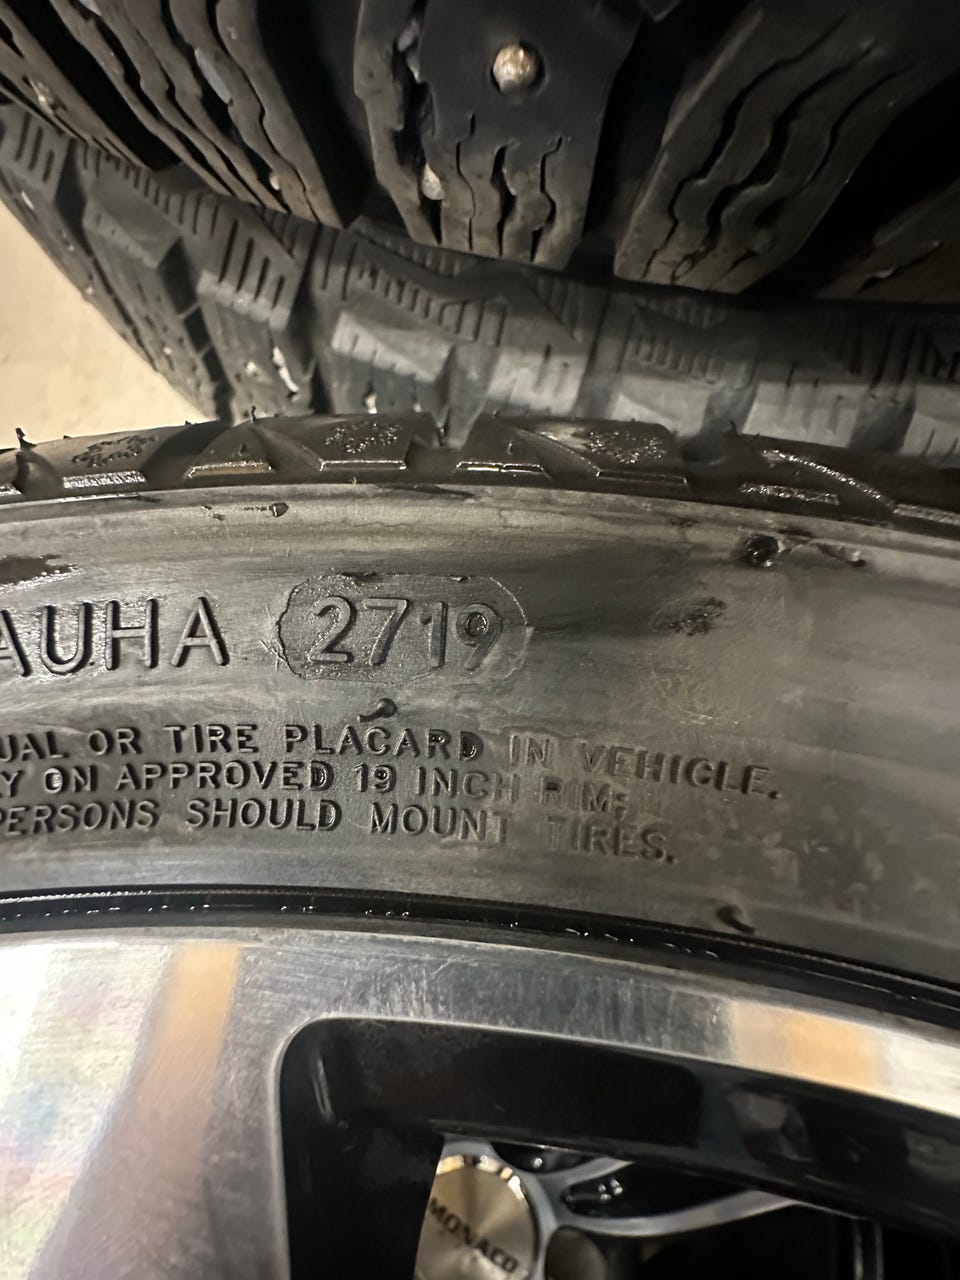 AUHA 2719
UAL OR TIRE PLACARD IN VEHICLE.
Y ON APPROVED 19 INCH RIM;
PERSONS SHOULD MOUNT TIRES.
MONACO